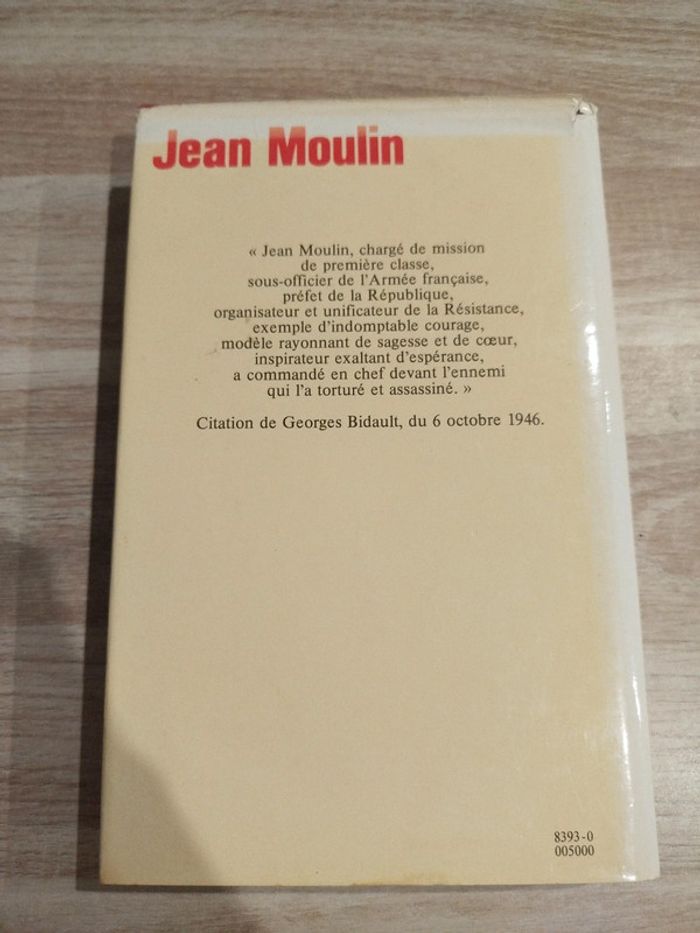 Jean Moulin
« Jean Moulin, chargé de mission
de première classe,
sous-officier de l'Armée française,
préfet de la République,
organisateur et unificateur de la Résistance,
exemple d'indomptable courage,
modèle rayonnant de sagesse et de cœur,
inspirateur exaltant d'espérance,
a commandé en chef devant l'ennemi
qui l'a torturé et assassiné. »
Citation de Georges Bidault, du 6 octobre 1946.
8393-0
005000